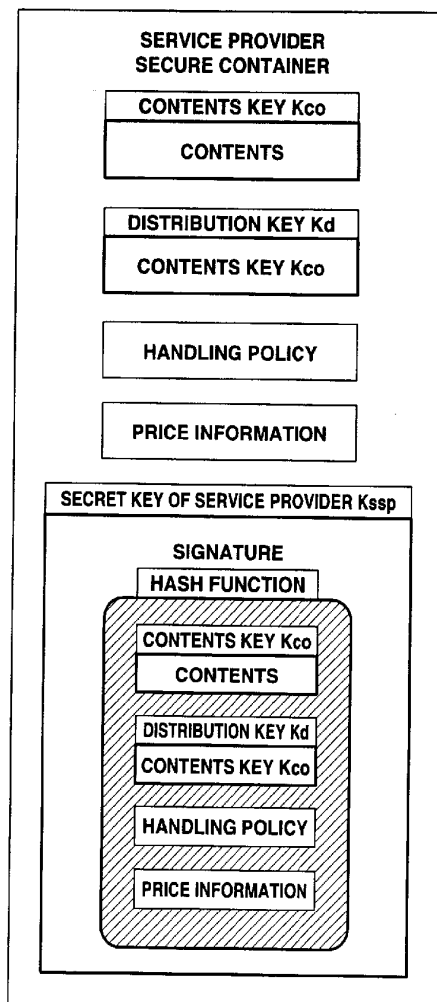 SERVICE PROVIDER
SECURE CONTAINER
CONTENTS KEY Kco
CONTENTS
DISTRIBUTION KEY Kd
CONTENTS KEY Kco
HANDLING POLICY
PRICE INFORMATION
SECRET KEY OF SERVICE PROVIDER Kssp
SIGNATURE
HASH FUNCTION
CONTENTS KEY Kco
CONTENTS
DISTRIBUTION KEY Kd
CONTENTS KEY Kco
HANDLING POLICY
PRICE INFORMATION